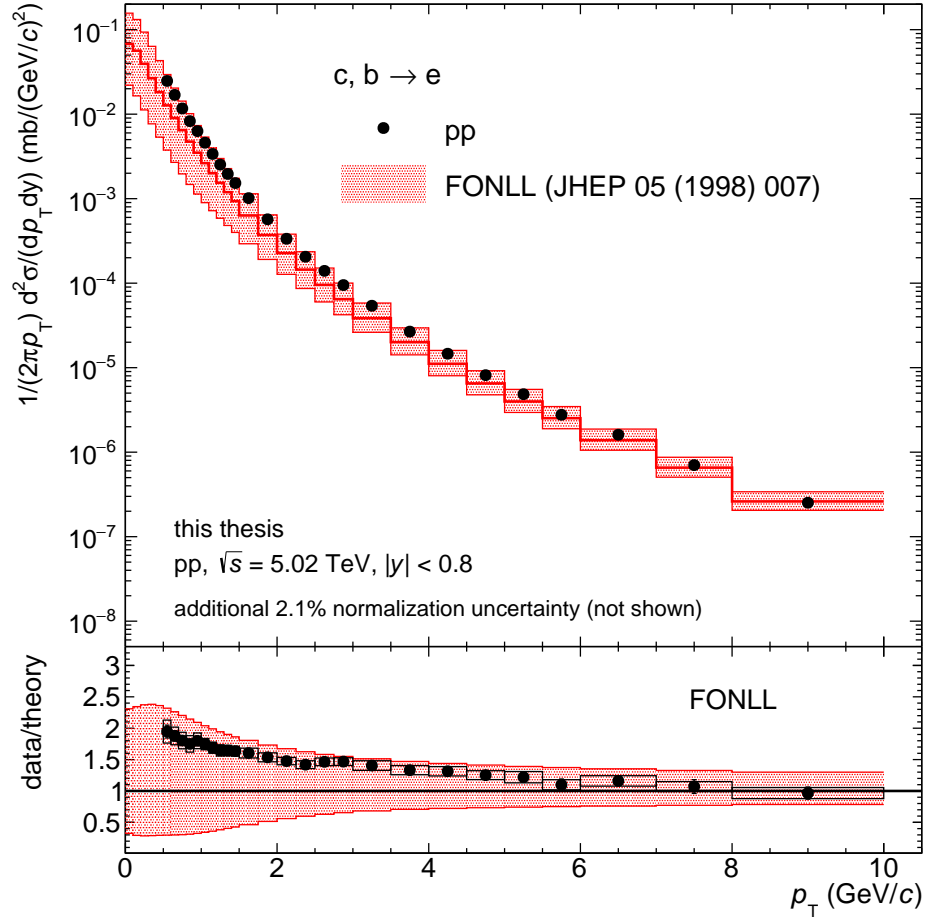 1/(2πp_T) d²σ/(dp_Tdy) (mb/(GeV/c)²)
10⁻¹
10⁻²
10⁻³
10⁻⁴
10⁻⁵
10⁻⁶
10⁻⁷
10⁻⁸
c, b → e
pp
FONLL (JHEP 05 (1998) 007)
this thesis
pp, √s = 5.02 TeV, |y| < 0.8
additional 2.1% normalization uncertainty (not shown)
data/theory
3
2.5
2
1.5
1
0.5
FONLL
0 2 4 6 8 10
p_T (GeV/c)